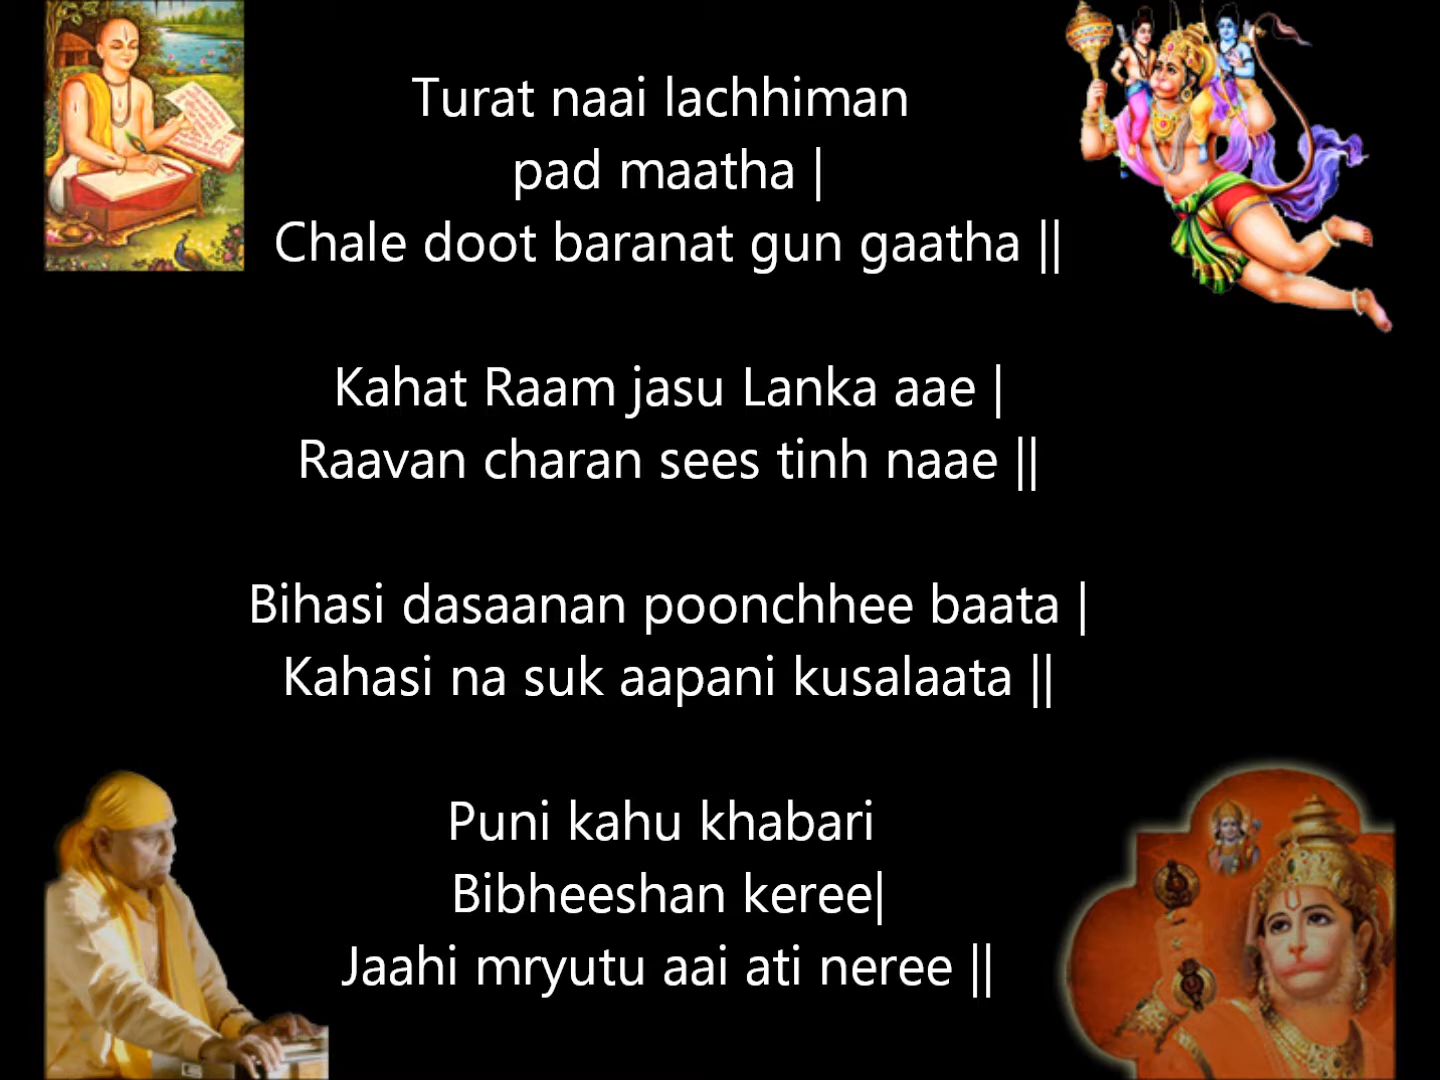 Turat naai lachhiman
pad maatha |
Chale doot baranat gun gaatha ||
Kahat Raam jasu Lanka aae |
Raavan charan sees tinh naae ||
Bihasi dasaanan poonchhee baata |
Kahasi na suk aapani kusalaata ||
Puni kahu khabari
Bibheeshan keree|
Jaahi mryutu aai ati neree ||